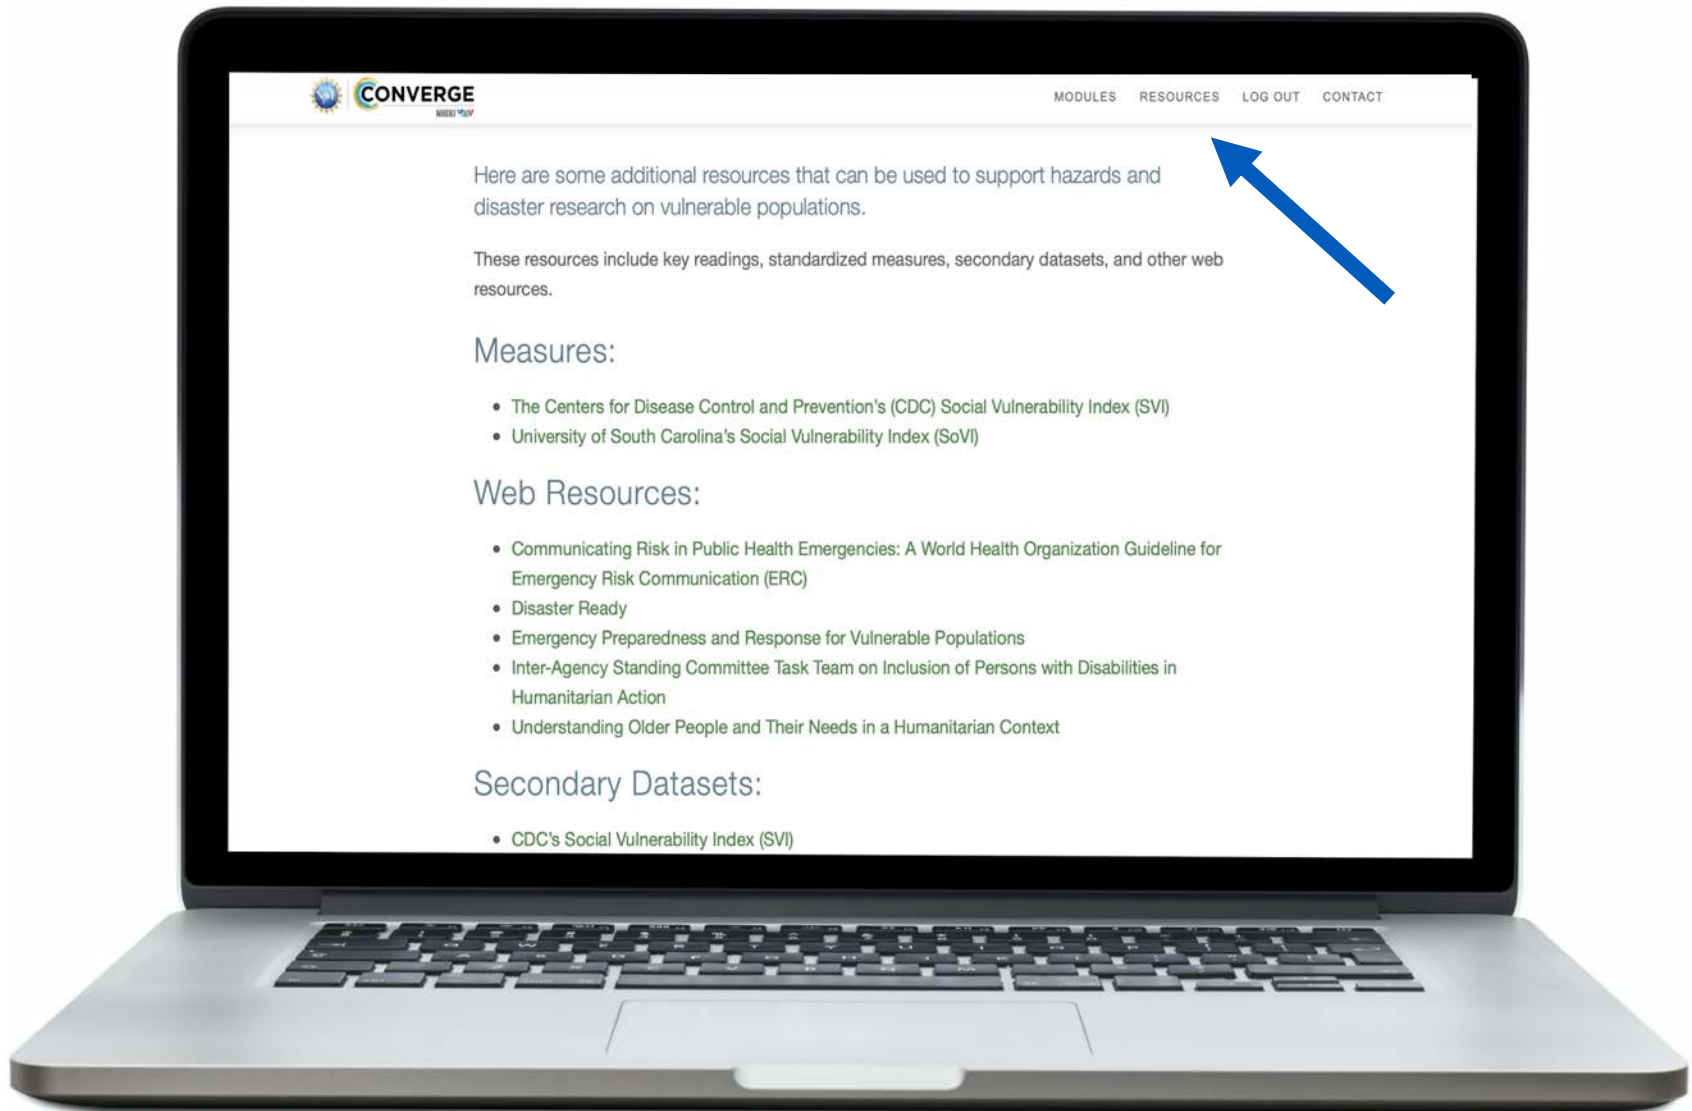 CONVERGE
NHERI
MODULES RESOURCES LOG OUT CONTACT
Here are some additional resources that can be used to support hazards and
disaster research on vulnerable populations.
These resources include key readings, standardized measures, secondary datasets, and other web
resources.
Measures:
• The Centers for Disease Control and Prevention's (CDC) Social Vulnerability Index (SVI)
• University of South Carolina's Social Vulnerability Index (SoVI)
Web Resources:
• Communicating Risk in Public Health Emergencies: A World Health Organization Guideline for
Emergency Risk Communication (ERC)
• Disaster Ready
• Emergency Preparedness and Response for Vulnerable Populations
• Inter-Agency Standing Committee Task Team on Inclusion of Persons with Disabilities in
Humanitarian Action
• Understanding Older People and Their Needs in a Humanitarian Context
Secondary Datasets:
• CDC's Social Vulnerability Index (SVI)